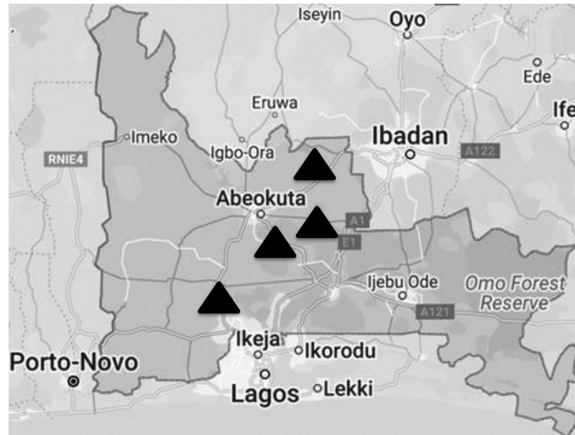 Iseyin
Oyo
Ede
Eruwa
Ife
Imeko
Igbo-Ora
Ibadan
RNIE4
A122
Abeokuta
A1
E1
Ijebu Ode
Omo Forest
Reserve
A121
Ikeja
Ikorodu
Porto-Novo
Lagos
Lekki